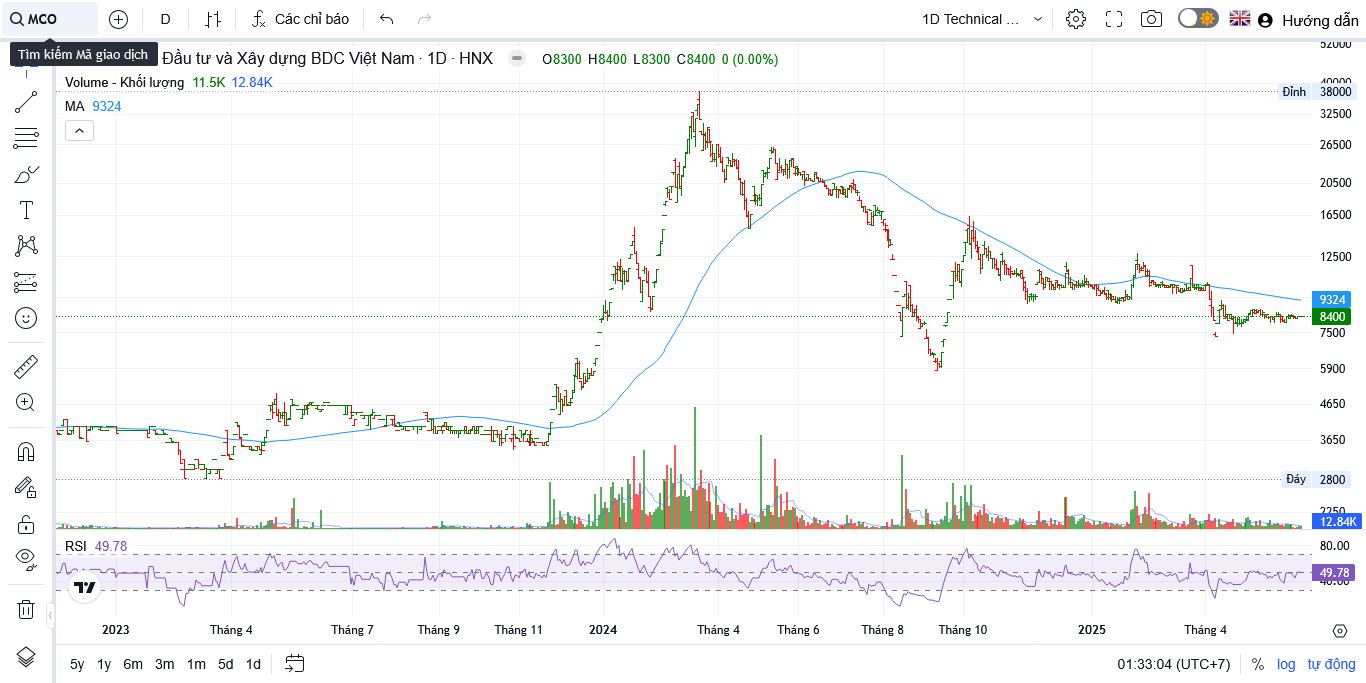 MCO D Các chỉ báo 1D Technical ... Hướng dẫn
Tìm kiếm Mã giao dịch
Đầu tư và Xây dựng BDC Việt Nam · 1D · HNX O8300 H8400 L8300 C8400 0 (0.00%)
Volume - Khối lượng 11.5K 12.84K
MA 9324
52000
40000
Đỉnh 38000
32500
26500
20500
16500
12500
9324
8400
7500
5900
4650
3650
Đáy 2800
2250
12.84K
RSI 49.78
80.00
49.78
40.00
2023 Tháng 4 Tháng 7 Tháng 9 Tháng 11 2024 Tháng 4 Tháng 6 Tháng 8 Tháng 10 2025 Tháng 4
5y 1y 6m 3m 1m 5d 1d 01:33:04 (UTC+7) % log tự động